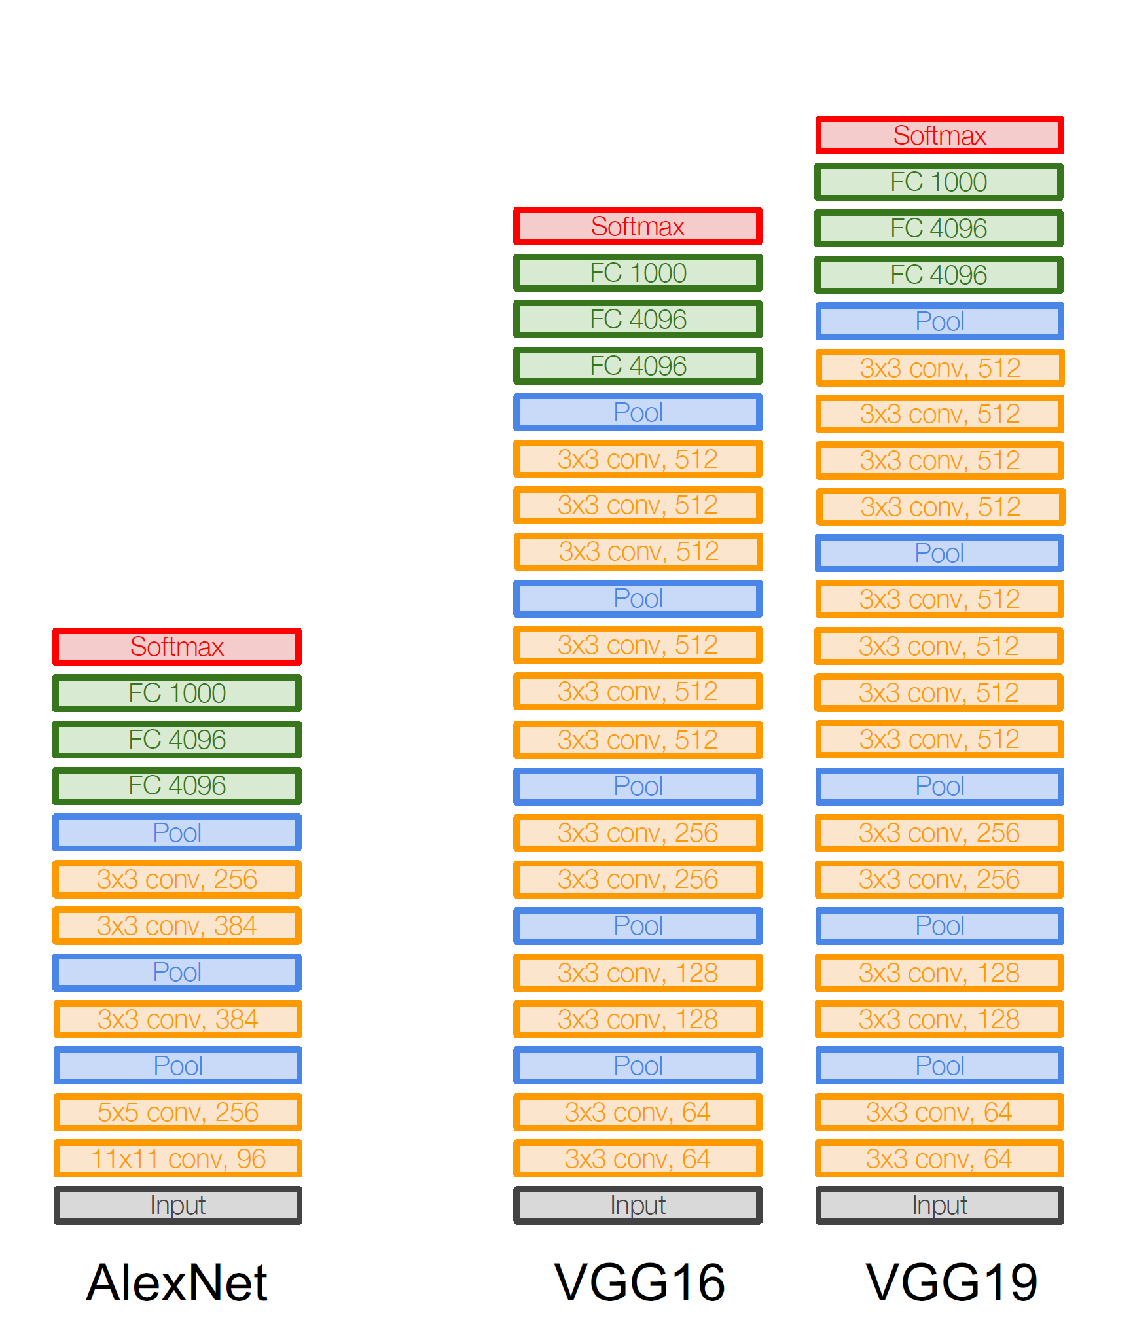 Softmax
FC 1000
FC 4096
FC 4096
Pool
3x3 conv, 256
3x3 conv, 384
Pool
3x3 conv, 384
Pool
5x5 conv, 256
11x11 conv, 96
Input
AlexNet
Softmax
FC 1000
FC 4096
FC 4096
Pool
3x3 conv, 512
3x3 conv, 512
3x3 conv, 512
Pool
3x3 conv, 512
3x3 conv, 512
3x3 conv, 512
Pool
3x3 conv, 256
3x3 conv, 256
Pool
3x3 conv, 128
3x3 conv, 128
Pool
3x3 conv, 64
3x3 conv, 64
Input
VGG16
Softmax
FC 1000
FC 4096
FC 4096
Pool
3x3 conv, 512
3x3 conv, 512
3x3 conv, 512
3x3 conv, 512
Pool
3x3 conv, 512
3x3 conv, 512
3x3 conv, 512
3x3 conv, 512
Pool
3x3 conv, 256
3x3 conv, 256
Pool
3x3 conv, 128
3x3 conv, 128
Pool
3x3 conv, 64
3x3 conv, 64
Input
VGG19